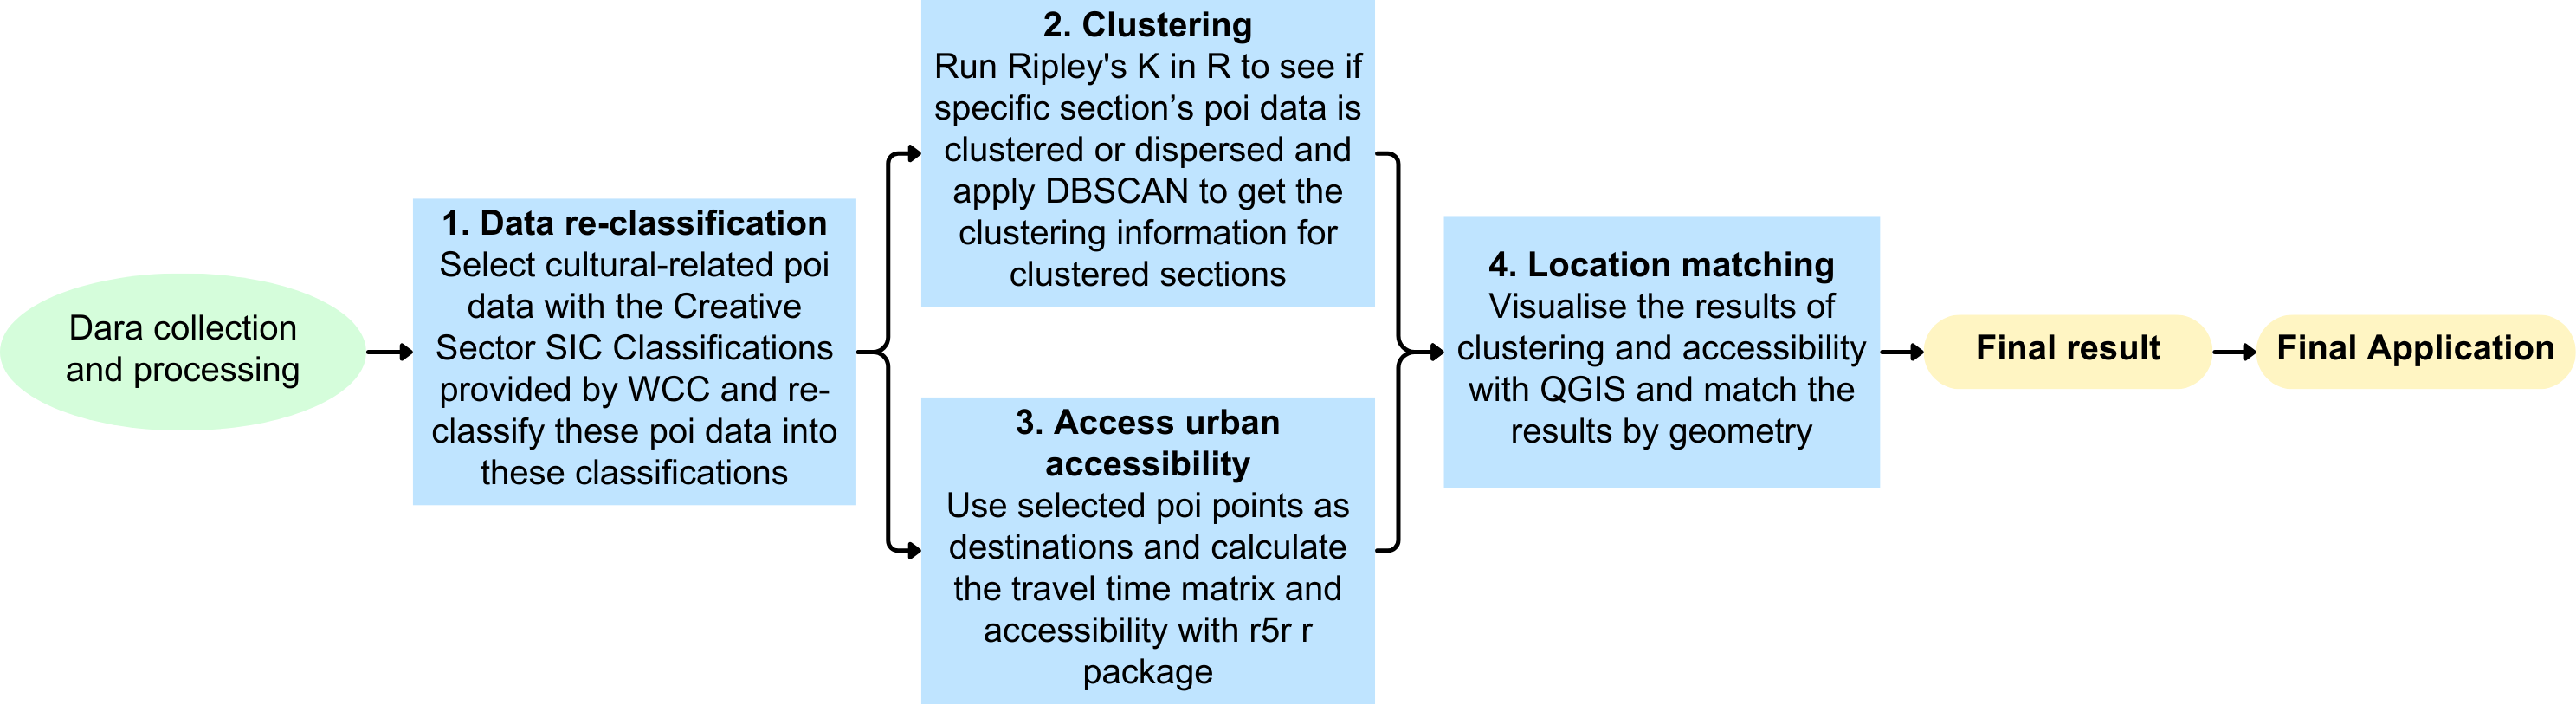 Dara collection
and processing
1. Data re-classification
Select cultural-related poi
data with the Creative
Sector SIC Classifications
provided by WCC and re-
classify these poi data into
these classifications
2. Clustering
Run Ripley's K in R to see if
specific section’s poi data is
clustered or dispersed and
apply DBSCAN to get the
clustering information for
clustered sections
3. Access urban
accessibility
Use selected poi points as
destinations and calculate
the travel time matrix and
accessibility with r5r r
package
4. Location matching
Visualise the results of
clustering and accessibility
with QGIS and match the
results by geometry
Final result
Final Application